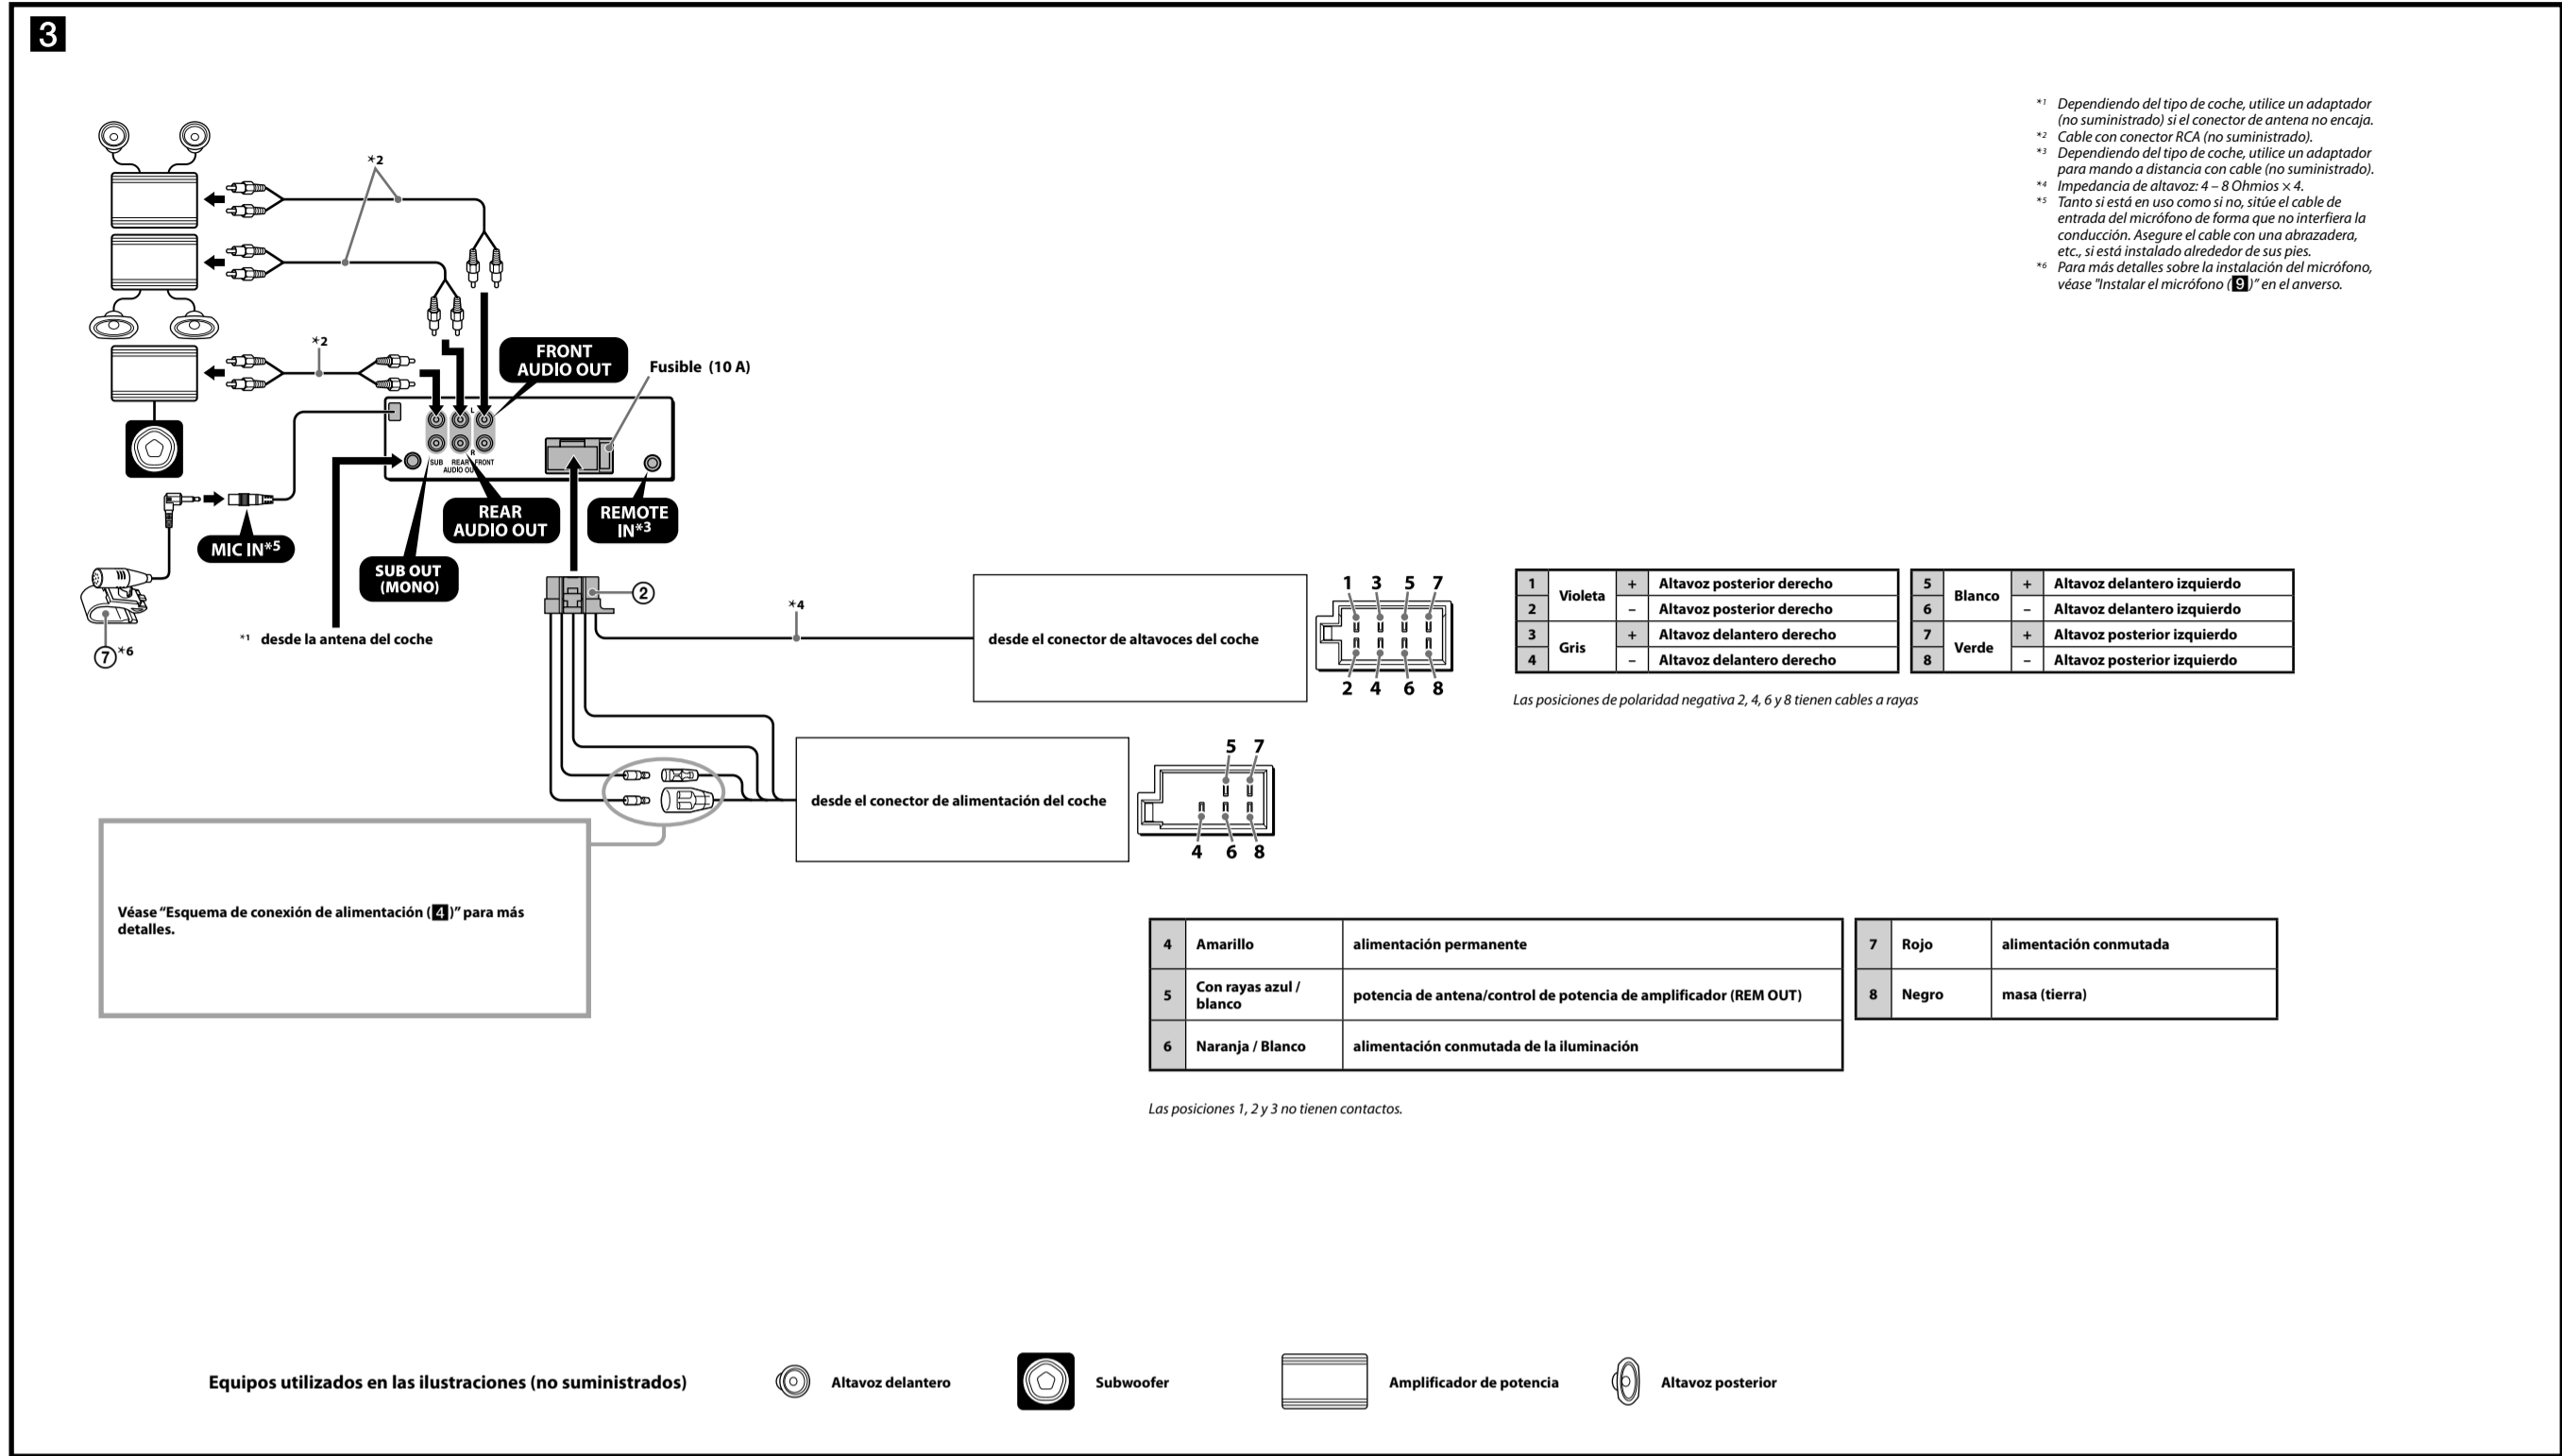 3
*1 Dependiendo del tipo de coche, utilice un adaptador
(no suministrado) si el conector de antena no encaja.
*2 Cable con conector RCA (no suministrado).
*3 Dependiendo del tipo de coche, utilice un adaptador
para mando a distancia con cable (no suministrado).
*4 Impedancia de altavoz: 4 – 8 Ohmios × 4.
*5 Tanto si está en uso como si no, sitúe el cable de
entrada del micrófono de forma que no interfiera la
conducción. Asegure el cable con una abrazadera,
etc., si está instalado alrededor de sus pies.
*6 Para más detalles sobre la instalación del micrófono,
véase "Instalar el micrófono (9)" en el anverso.
*2
*2
FRONT
AUDIO OUT
Fusible (10 A)
L
R
SUB REAR FRONT
AUDIO OUT
REAR
AUDIO OUT
REMOTE
IN*3
MIC IN*5
SUB OUT
(MONO)
2
*1 desde la antena del coche
7 *6
*4
desde el conector de altavoces del coche
1 3 5 7
2 4 6 8
1 Violeta + Altavoz posterior derecho
2 – Altavoz posterior derecho
3 Gris + Altavoz delantero derecho
4 – Altavoz delantero derecho
5 Blanco + Altavoz delantero izquierdo
6 – Altavoz delantero izquierdo
7 Verde + Altavoz posterior izquierdo
8 – Altavoz posterior izquierdo
Las posiciones de polaridad negativa 2, 4, 6 y 8 tienen cables a rayas
desde el conector de alimentación del coche
5 7
4 6 8
Véase “Esquema de conexión de alimentación (4)” para más
detalles.
4 Amarillo alimentación permanente
5 Con rayas azul /
blanco potencia de antena/control de potencia de amplificador (REM OUT)
6 Naranja / Blanco alimentación conmutada de la iluminación
7 Rojo alimentación conmutada
8 Negro masa (tierra)
Las posiciones 1, 2 y 3 no tienen contactos.
Equipos utilizados en las ilustraciones (no suministrados)
Altavoz delantero
Subwoofer
Amplificador de potencia
Altavoz posterior